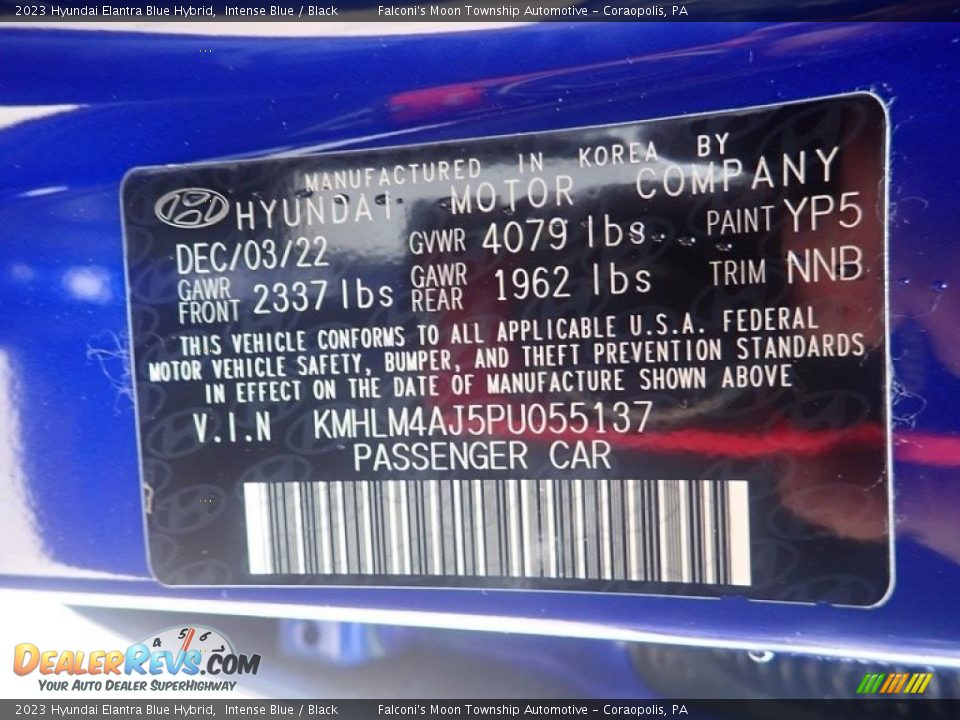 2023 Hyundai Elantra Blue Hybrid,  Intense Blue / Black    Falconi's Moon Township Automotive - Coraopolis, PA
MANUFACTURED IN KOREA BY
HYUNDAI MOTOR COMPANY
DEC/03/22 GVWR 4079 lbs PAINT YP5
GAWR FRONT 2337 lbs GAWR REAR 1962 lbs TRIM NNB
THIS VEHICLE CONFORMS TO ALL APPLICABLE U.S.A. FEDERAL
MOTOR VEHICLE SAFETY, BUMPER, AND THEFT PREVENTION STANDARDS
IN EFFECT ON THE DATE OF MANUFACTURE SHOWN ABOVE
V.I.N KMHLM4AJ5PU055137
PASSENGER CAR
4 5 6
DealerRevs.com
Your Auto Dealer SuperHighway
2023 Hyundai Elantra Blue Hybrid,  Intense Blue / Black    Falconi's Moon Township Automotive - Coraopolis, PA